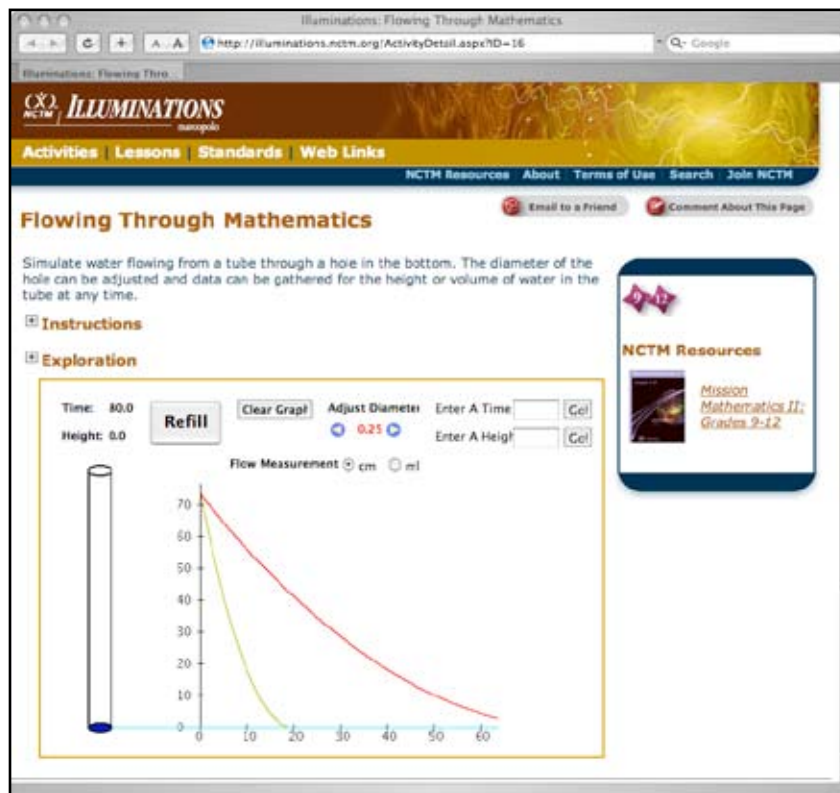 Illuminations: Flowing Through Mathematics
A A http://illuminations.nctm.org/ActivityDetail.aspx?ID=16 Q- Google
Illuminations: Flowing Thro...
NCTM ILLUMINATIONS
marcopolo
Activities | Lessons | Standards | Web Links
NCTM Resources About Terms of Use Search Join NCTM
Email to a Friend Comment About This Page
Flowing Through Mathematics
Simulate water flowing from a tube through a hole in the bottom. The diameter of the
hole can be adjusted and data can be gathered for the height or volume of water in the
tube at any time.
+ Instructions
+ Exploration
9 12
NCTM Resources
Mission
Mathematics II:
Grades 9-12
Time: 80.0 Refill Clear Graph Adjust Diameter Enter A Time Go!
Height: 0.0 0.25 Enter A Heigh Go!
Flow Measurement cm ml
70
60
50
40
30
20
10
0
0 10 20 30 40 50 60